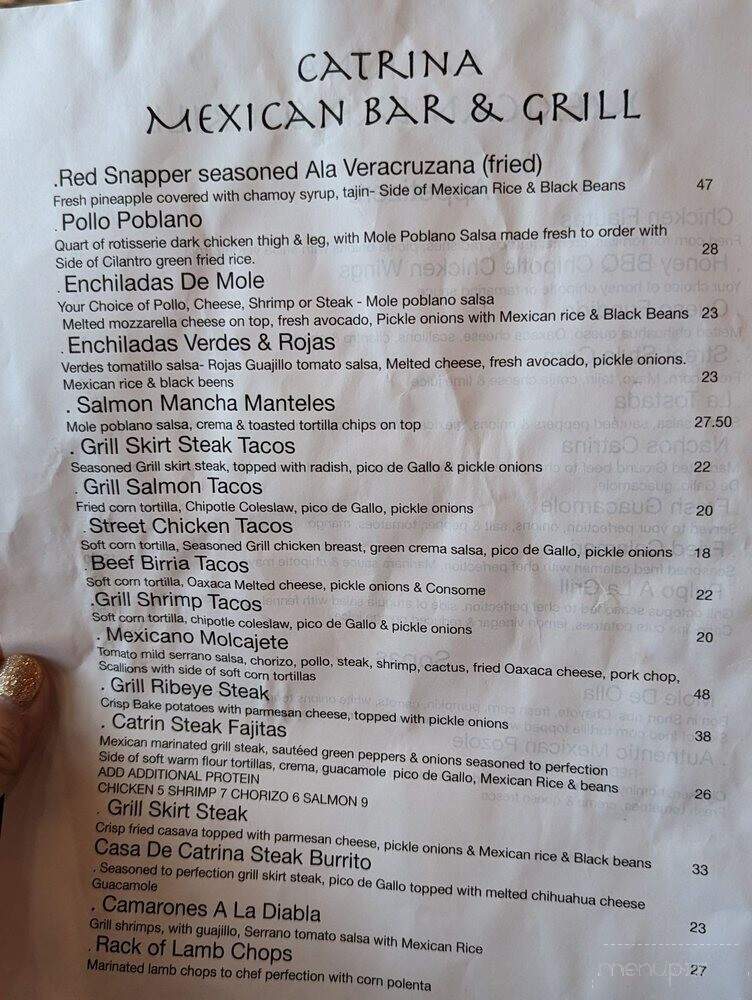 CATRINA
MEXICAN BAR & GRILL
.Red Snapper seasoned Ala Veracruzana (fried)
Fresh pineapple covered with chamoy syrup, tajin- Side of Mexican Rice & Black Beans 47
. Pollo Poblano
Quart of rotisserie dark chicken thigh & leg, with Mole Poblano Salsa made fresh to order with
Side of Cilantro green fried rice. 28
. Enchiladas De Mole
Your Choice of Pollo, Cheese, Shrimp or Steak - Mole poblano salsa
Melted mozzarella cheese on top, fresh avocado, Pickle onions with Mexican rice & Black Beans 23
. Enchiladas Verdes & Rojas
Verdes tomatillo salsa- Rojas Guajillo tomato salsa, Melted cheese, fresh avocado, pickle onions.
Mexican rice & black beens 23
. Salmon Mancha Manteles
Mole poblano salsa, crema & toasted tortilla chips on top 27.50
. Grill Skirt Steak Tacos
Seasoned Grill skirt steak, topped with radish, pico de Gallo & pickle onions 22
. Grill Salmon Tacos
Fried corn tortilla, Chipotle Coleslaw, pico de Gallo, pickle onions 20
. Street Chicken Tacos
Soft corn tortilla, Seasoned Grill chicken breast, green crema salsa, pico de Gallo, pickle onions 18
. Beef Birria Tacos
Soft corn tortilla, Oaxaca Melted cheese, pickle onions & Consome 22
.Grill Shrimp Tacos
Soft corn tortilla, chipotle coleslaw, pico de Gallo & pickle onions 20
. Mexicano Molcajete
Tomato mild serrano salsa, chorizo, pollo, steak, shrimp, cactus, fried Oaxaca cheese, pork chop,
Scallions with side of soft corn tortillas 48
. Grill Ribeye Steak
Crisp Bake potatoes with parmesan cheese, topped with pickle onions 38
. Catrin Steak Fajitas
Mexican marinated grill steak, sautéed green peppers & onions seasoned to perfection
Side of soft warm flour tortillas, crema, guacamole pico de Gallo, Mexican Rice & beans 26
ADD ADDITIONAL PROTEIN
CHICKEN 5 SHRIMP 7 CHORIZO 6 SALMON 9
. Grill Skirt Steak
Crisp fried casava topped with parmesan cheese, pickle onions & Mexican rice & Black beans 33
Casa De Catrina Steak Burrito
. Seasoned to perfection grill skirt steak, pico de Gallo topped with melted chihuahua cheese
Guacamole 23
. Camarones A La Diabla
Grill shrimps, with guajillo, Serrano tomato salsa with Mexican Rice 27
. Rack of Lamb Chops
Marinated lamb chops to chef perfection with corn polenta